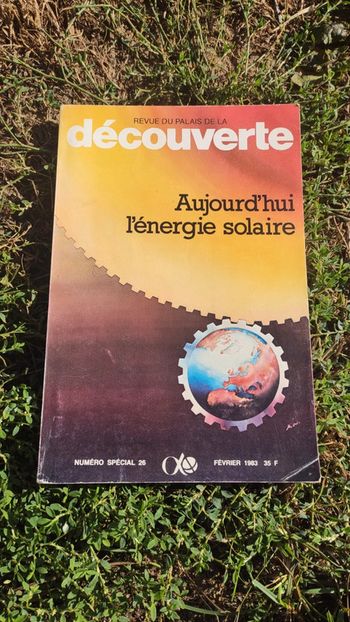 REVUE DU PALAIS DE LA
découverte
Aujourd'hui
l'énergie solaire
NUMÉRO SPÉCIAL 26 FÉVRIER 1983 35 F